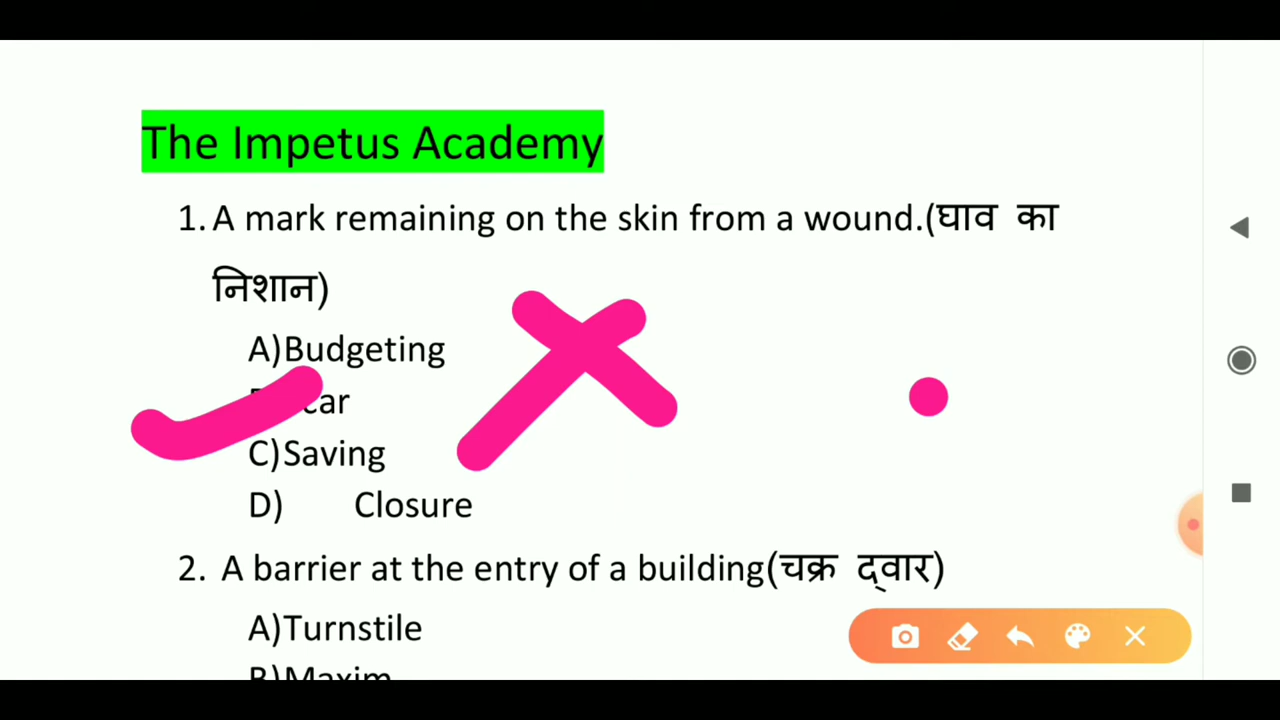 The Impetus Academy
1. A mark remaining on the skin from a wound.(घाव का
निशान)
A)Budgeting
car
C)Saving
D) Closure
2. A barrier at the entry of a building(चक्र द्वार)
A)Turnstile
B)Maxim